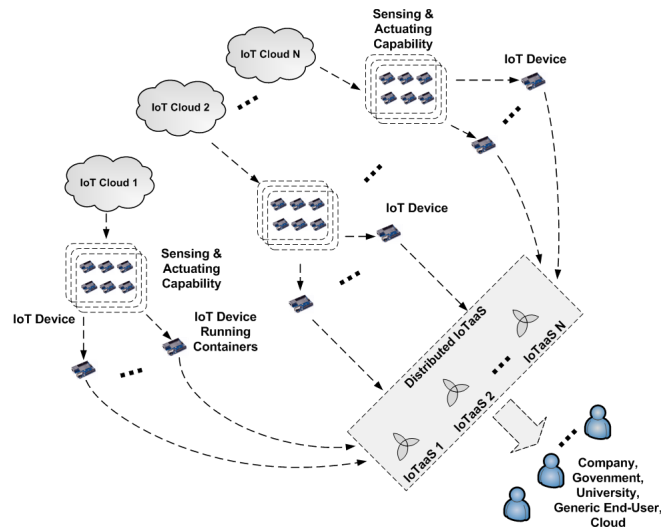 Sensing &
Actuating
Capability
IoT Cloud N
IoT Device
IoT Cloud 2
IoT Cloud 1
IoT Device
Sensing &
Actuating
Capability
IoT Device
IoT Device
Running
Containers
Distributed IoTaaS
IoTaaS N
IoTaaS 2
IoTaaS 1
Company,
Govenment,
University,
Generic End-User,
Cloud